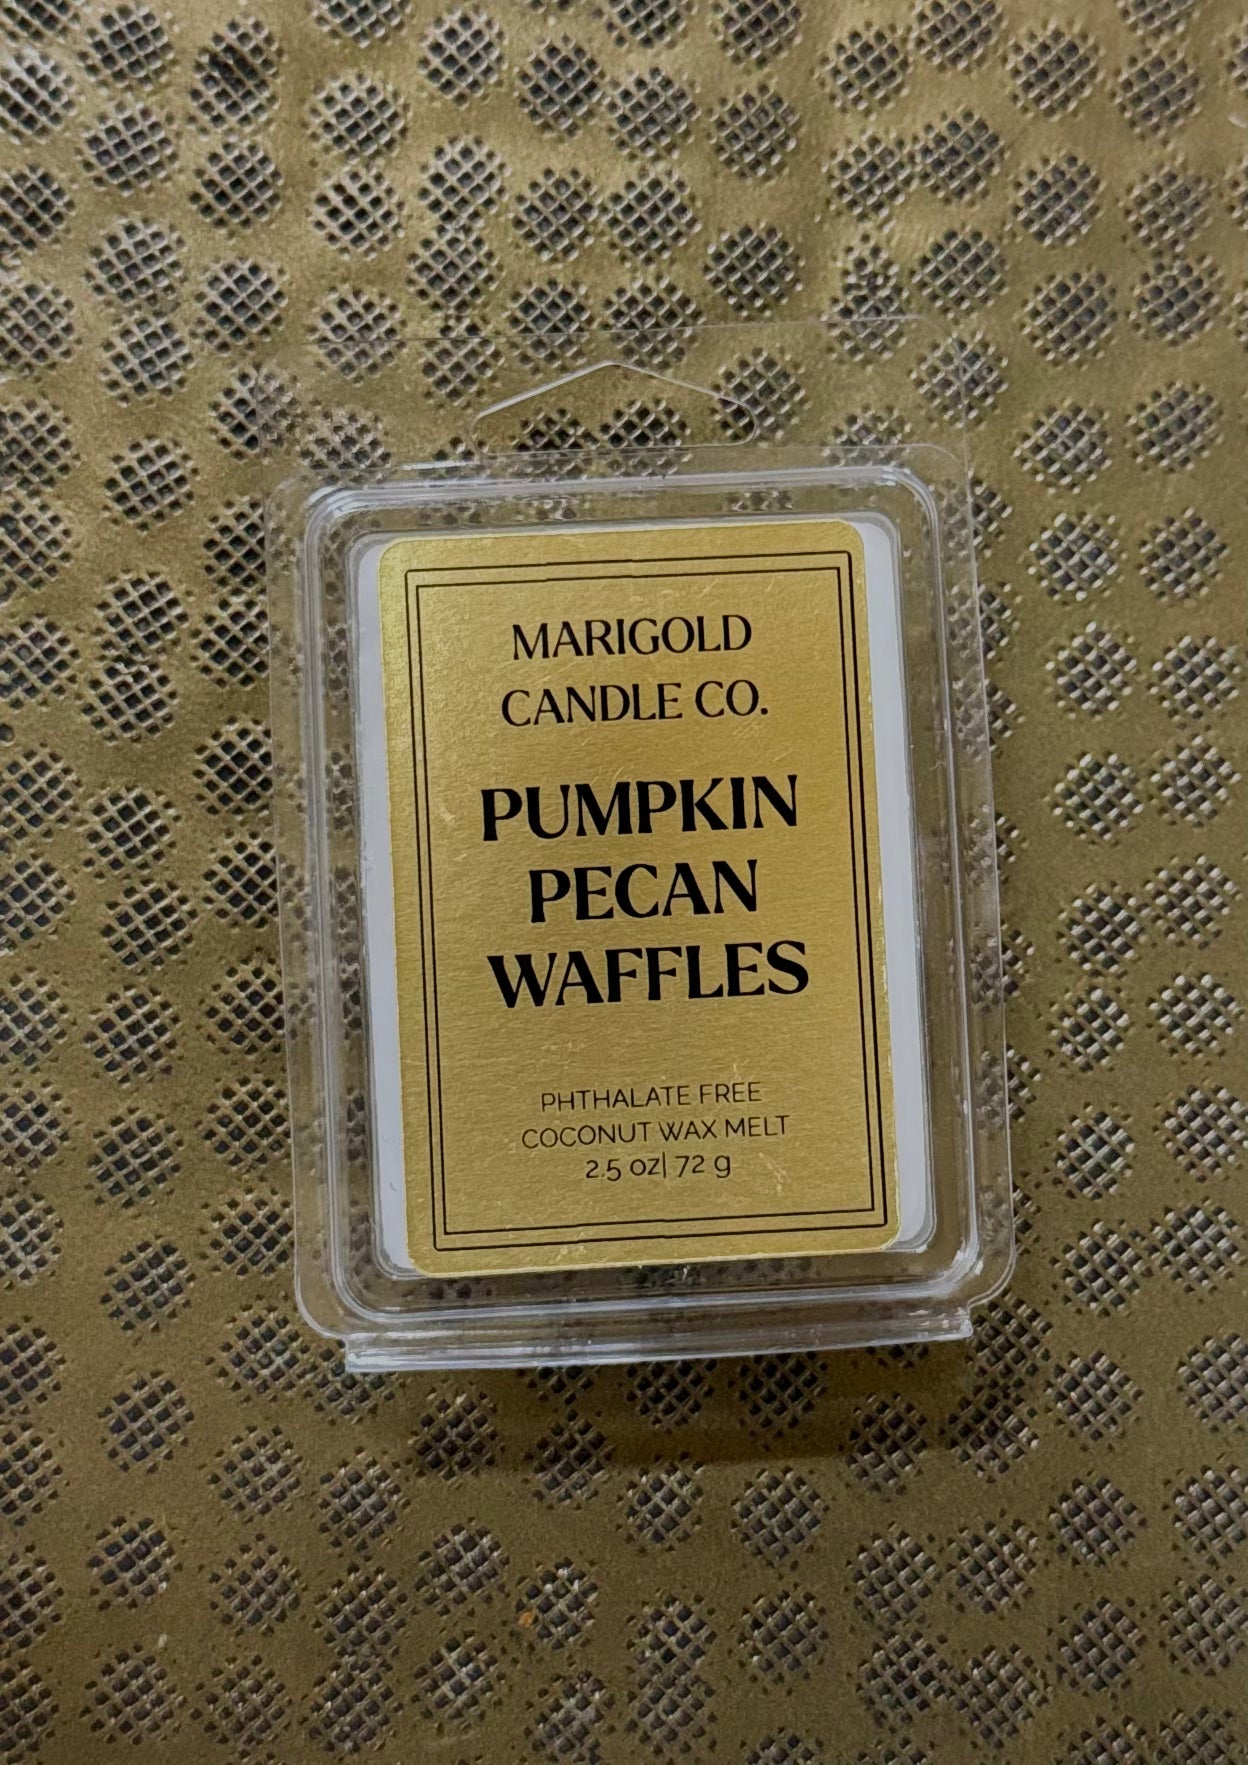 MARIGOLD
CANDLE CO.
PUMPKIN
PECAN
WAFFLES
PHTHALATE FREE
COCONUT WAX MELT
2.5 oz| 72 g